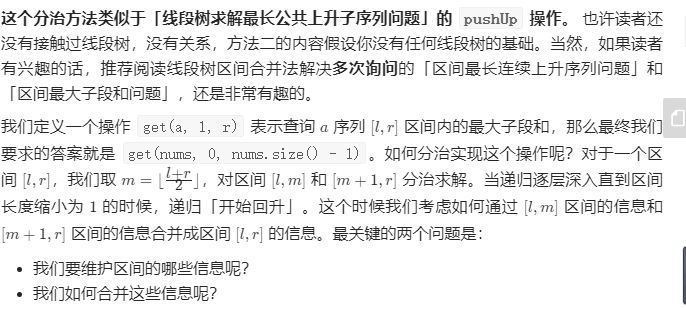 这个分治方法类似于「线段树求解最长公共上升子序列问题」的 pushUp 操作。 也许读者还
没有接触过线段树，没有关系，方法二的内容假设你没有任何线段树的基础。当然，如果读者
有兴趣的话，推荐阅读线段树区间合并法解决多次询问的「区间最长连续上升序列问题」和
「区间最大子段和问题」，还是非常有趣的。
我们定义一个操作 get(a, l, r) 表示查询 a 序列 [l, r] 区间内的最大子段和，那么最终我们
要求的答案就是 get(nums, 0, nums.size() - 1) 。如何分治实现这个操作呢？对于一个区
间 [l, r]，我们取 m = ⌊(l+r)/2⌋，对区间 [l, m] 和 [m + 1, r] 分治求解。当递归逐层深入直到区间
长度缩小为 1 的时候，递归「开始回升」。这个时候我们考虑如何通过 [l, m] 区间的信息和
[m + 1, r] 区间的信息合并成区间 [l, r] 的信息。最关键的两个问题是：
• 我们要维护区间的哪些信息呢？
• 我们如何合并这些信息呢？